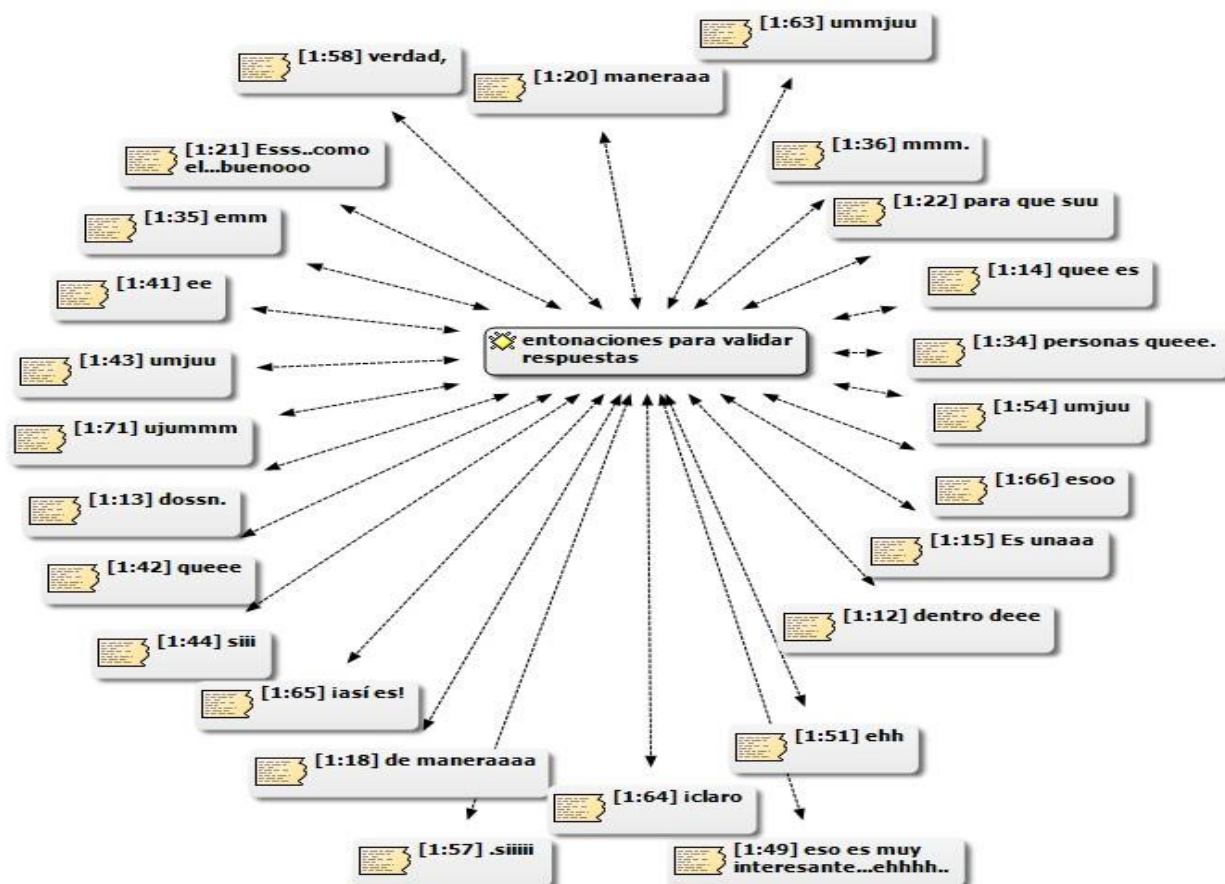 [1:63] ummjuu
[1:58] verdad,
[1:20] maneraaa
[1:21] Esss..como
el...buenooo
[1:36] mmm.
[1:35] emm
[1:22] para que suu
[1:41] ee
[1:14] quee es
entonaciones para validar
respuestas
[1:43] umjuu
[1:34] personas queee.
[1:71] ujummm
[1:54] umjuu
[1:13] dossn.
[1:66] esoo
[1:42] queee
[1:15] Es unaaa
[1:44] siii
[1:12] dentro deee
[1:65] ¡así es!
[1:51] ehh
[1:18] de maneraaaa
[1:64] ¡claro
[1:57] .siiiii
[1:49] eso es muy
interesante...ehhhh..